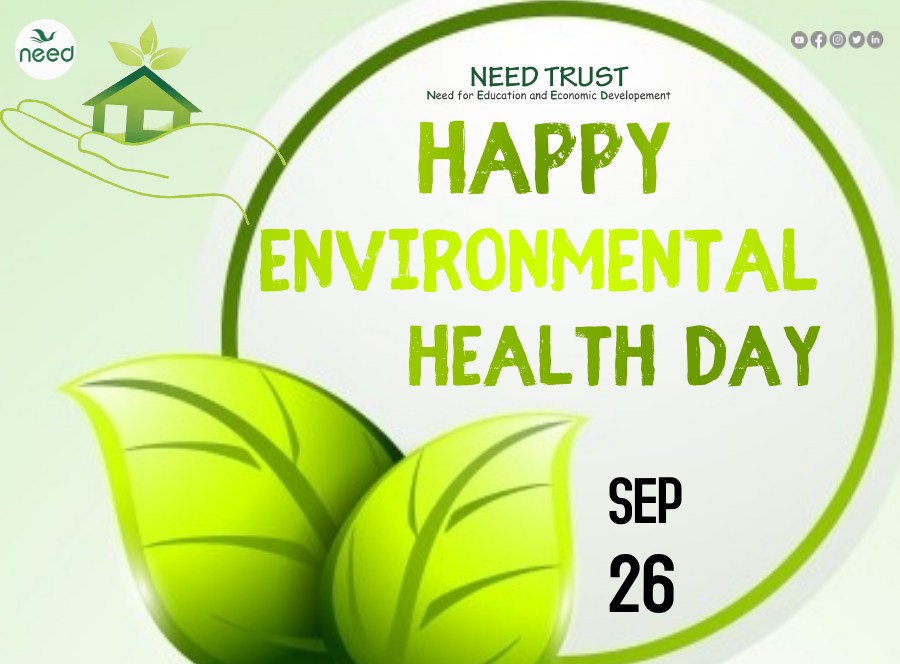 need
NEED TRUST
Need for Education and Economic Developement
HAPPY
ENVIRONMENTAL
HEALTH DAY
SEP
26